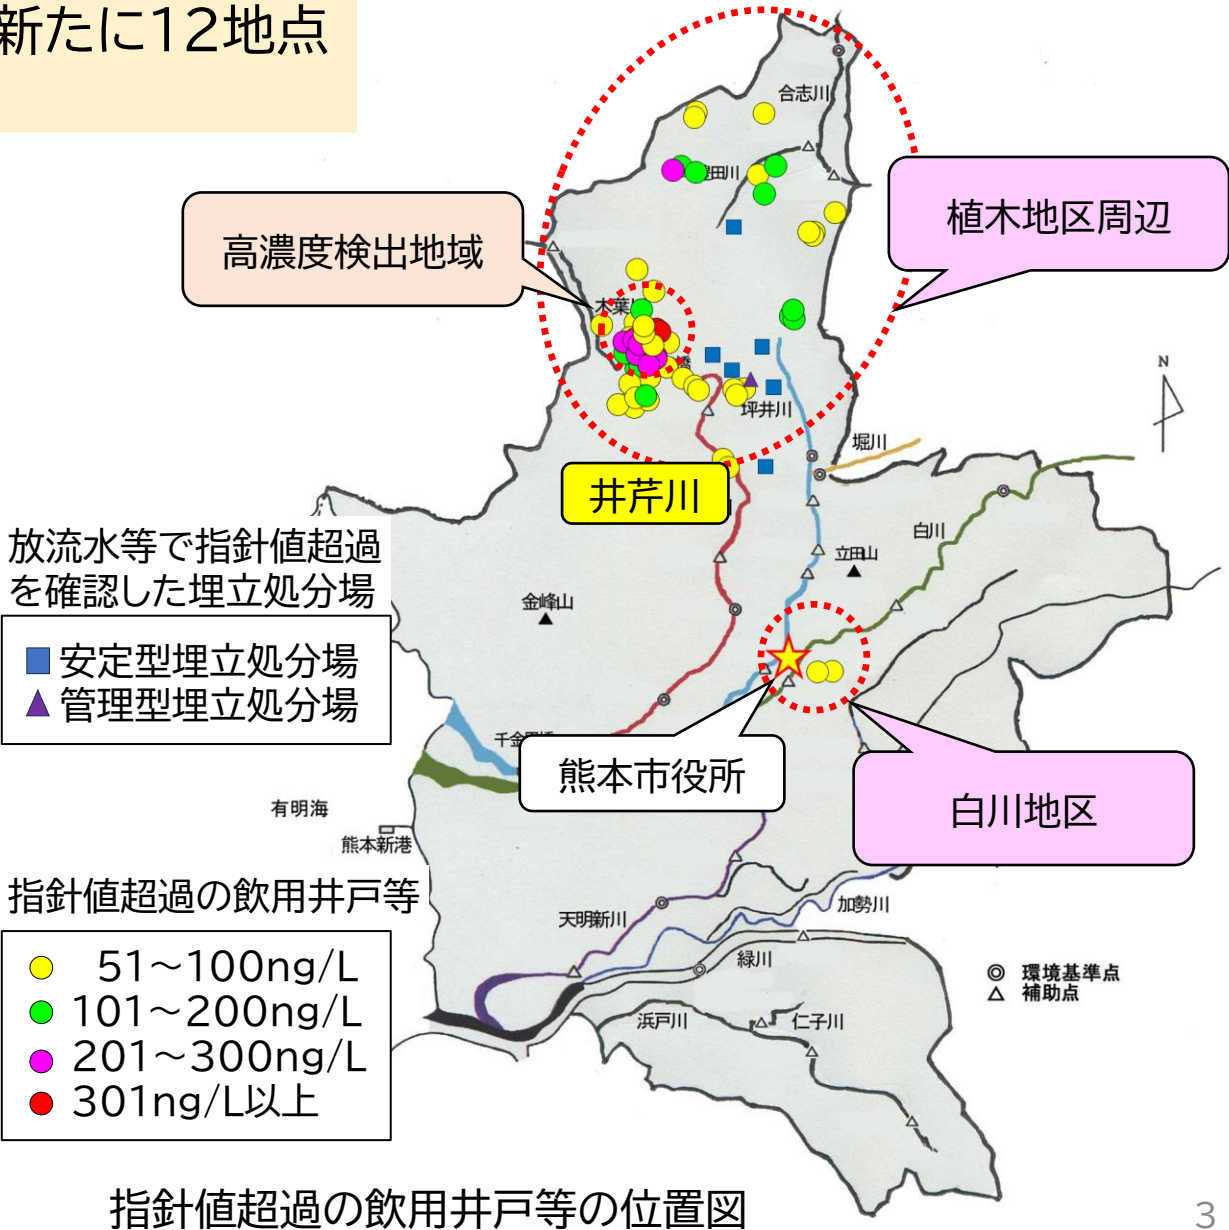 新たに12地点
合志川
豊田川
植木地区周辺
高濃度検出地域
木葉川
N
坪井川
堀川
井芹川
白川
放流水等で指針値超過
を確認した埋立処分場
立田山
金峰山
安定型埋立処分場
管理型埋立処分場
熊本市役所
白川地区
有明海
熊本新港
指針値超過の飲用井戸等
天明新川
加勢川
51～100ng/L
緑川
環境基準点
補助点
101～200ng/L
浜戸川
仁子川
201～300ng/L
301ng/L以上
指針値超過の飲用井戸等の位置図
3